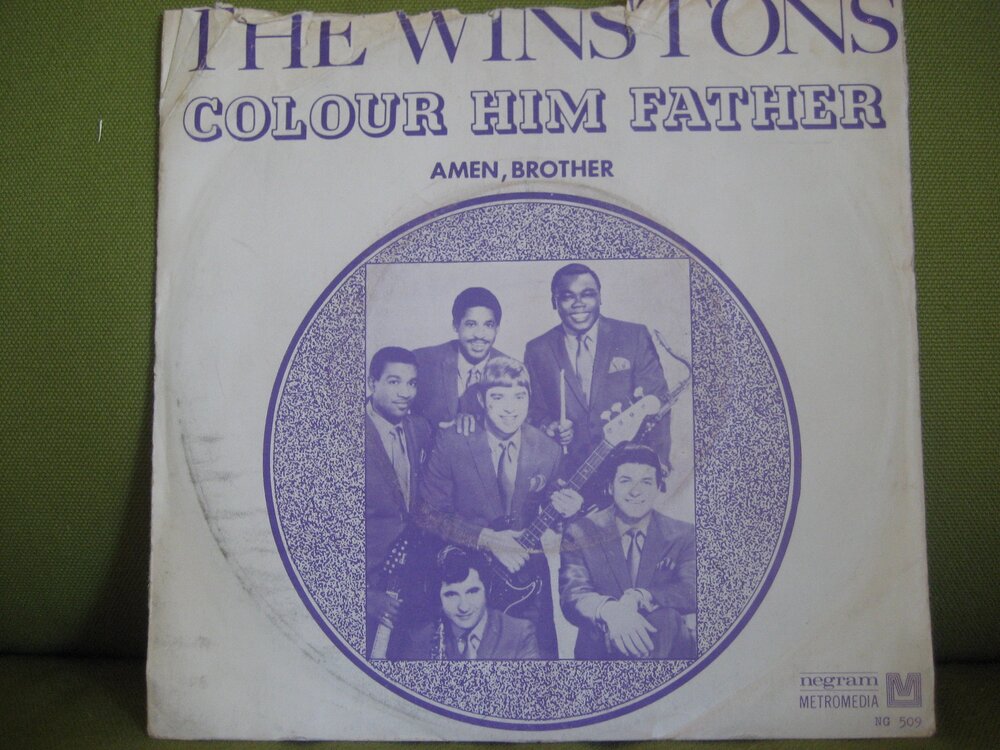 THE WINSTONS
COLOUR HIM FATHER
AMEN, BROTHER
negram
METROMEDIA
M
NG 509